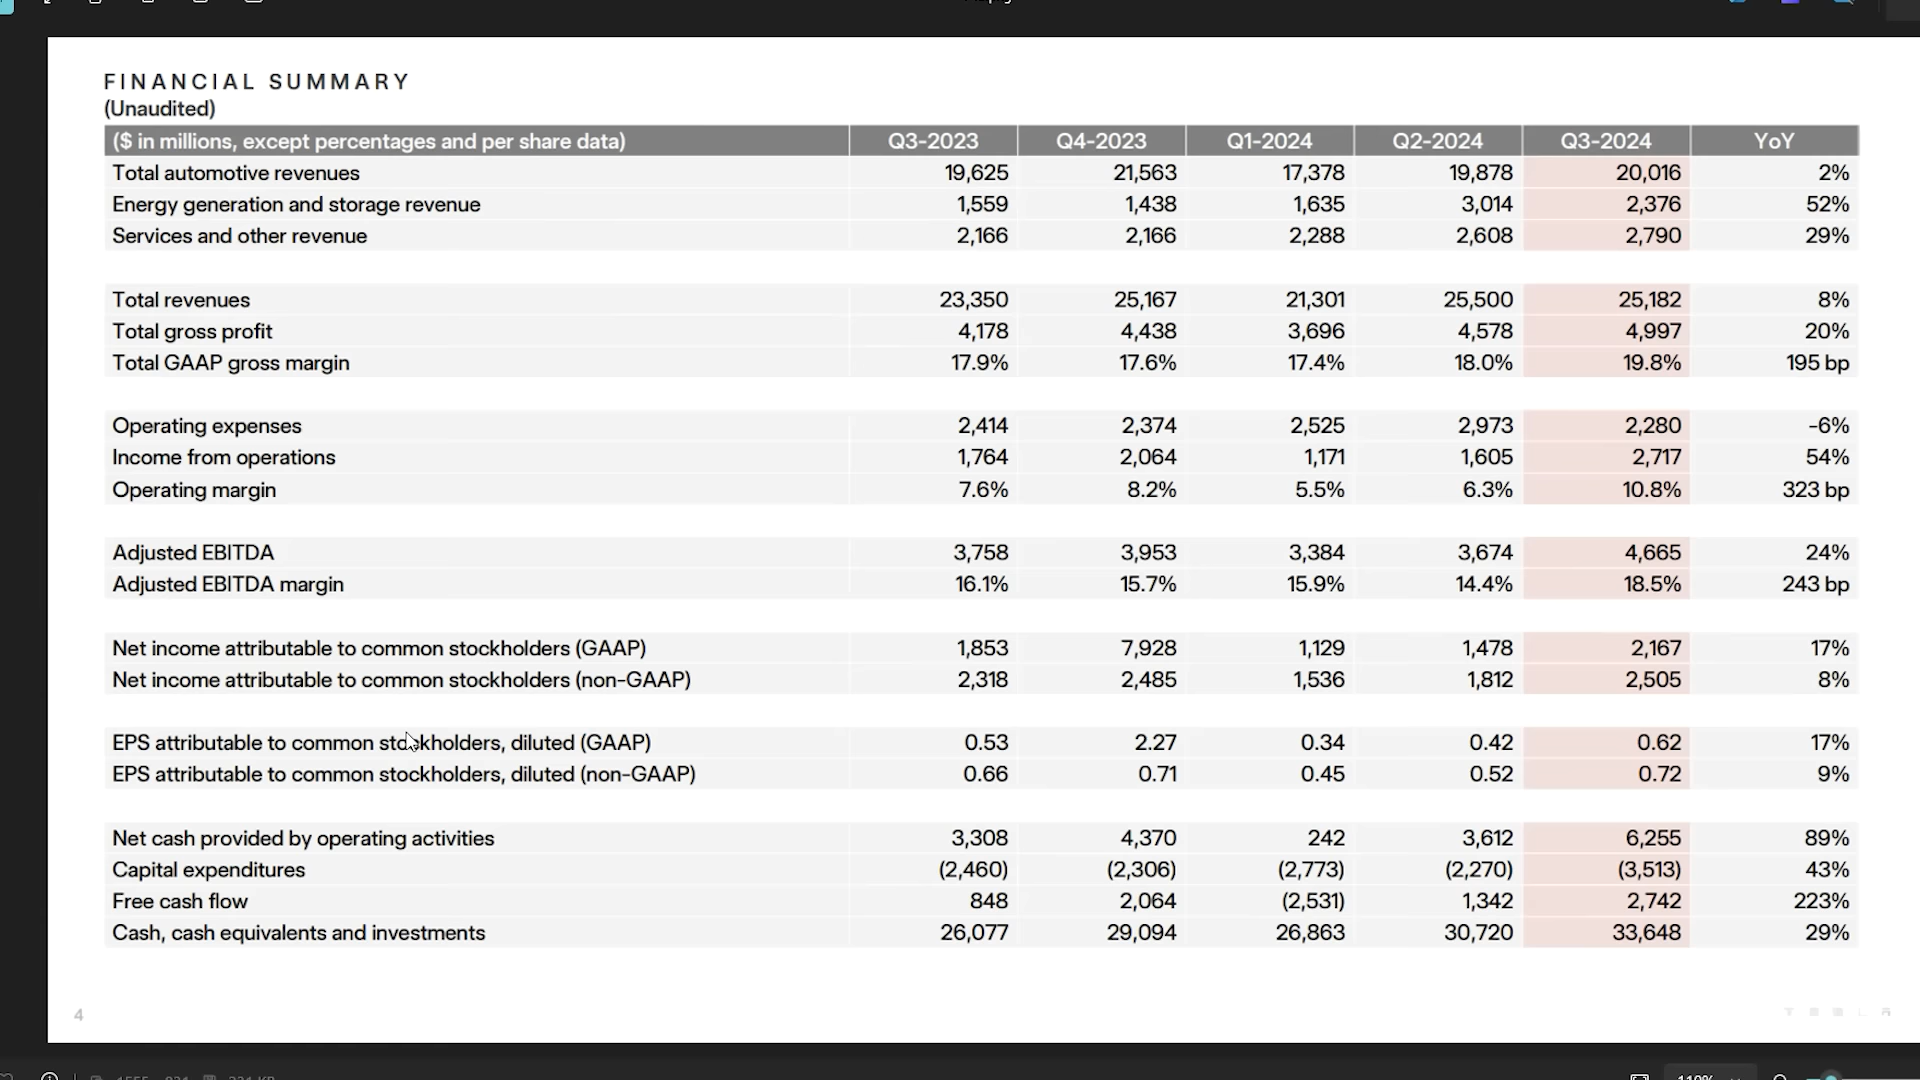 FINANCIAL SUMMARY
(Unaudited)
($ in millions, except percentages and per share data) Q3-2023 Q4-2023 Q1-2024 Q2-2024 Q3-2024 YoY
Total automotive revenues 19,625 21,563 17,378 19,878 20,016 2%
Energy generation and storage revenue 1,559 1,438 1,635 3,014 2,376 52%
Services and other revenue 2,166 2,166 2,288 2,608 2,790 29%
Total revenues 23,350 25,167 21,301 25,500 25,182 8%
Total gross profit 4,178 4,438 3,696 4,578 4,997 20%
Total GAAP gross margin 17.9% 17.6% 17.4% 18.0% 19.8% 195 bp
Operating expenses 2,414 2,374 2,525 2,973 2,280 -6%
Income from operations 1,764 2,064 1,171 1,605 2,717 54%
Operating margin 7.6% 8.2% 5.5% 6.3% 10.8% 323 bp
Adjusted EBITDA 3,758 3,953 3,384 3,674 4,665 24%
Adjusted EBITDA margin 16.1% 15.7% 15.9% 14.4% 18.5% 243 bp
Net income attributable to common stockholders (GAAP) 1,853 7,928 1,129 1,478 2,167 17%
Net income attributable to common stockholders (non-GAAP) 2,318 2,485 1,536 1,812 2,505 8%
EPS attributable to common stockholders, diluted (GAAP) 0.53 2.27 0.34 0.42 0.62 17%
EPS attributable to common stockholders, diluted (non-GAAP) 0.66 0.71 0.45 0.52 0.72 9%
Net cash provided by operating activities 3,308 4,370 242 3,612 6,255 89%
Capital expenditures (2,460) (2,306) (2,773) (2,270) (3,513) 43%
Free cash flow 848 2,064 (2,531) 1,342 2,742 223%
Cash, cash equivalents and investments 26,077 29,094 26,863 30,720 33,648 29%
4